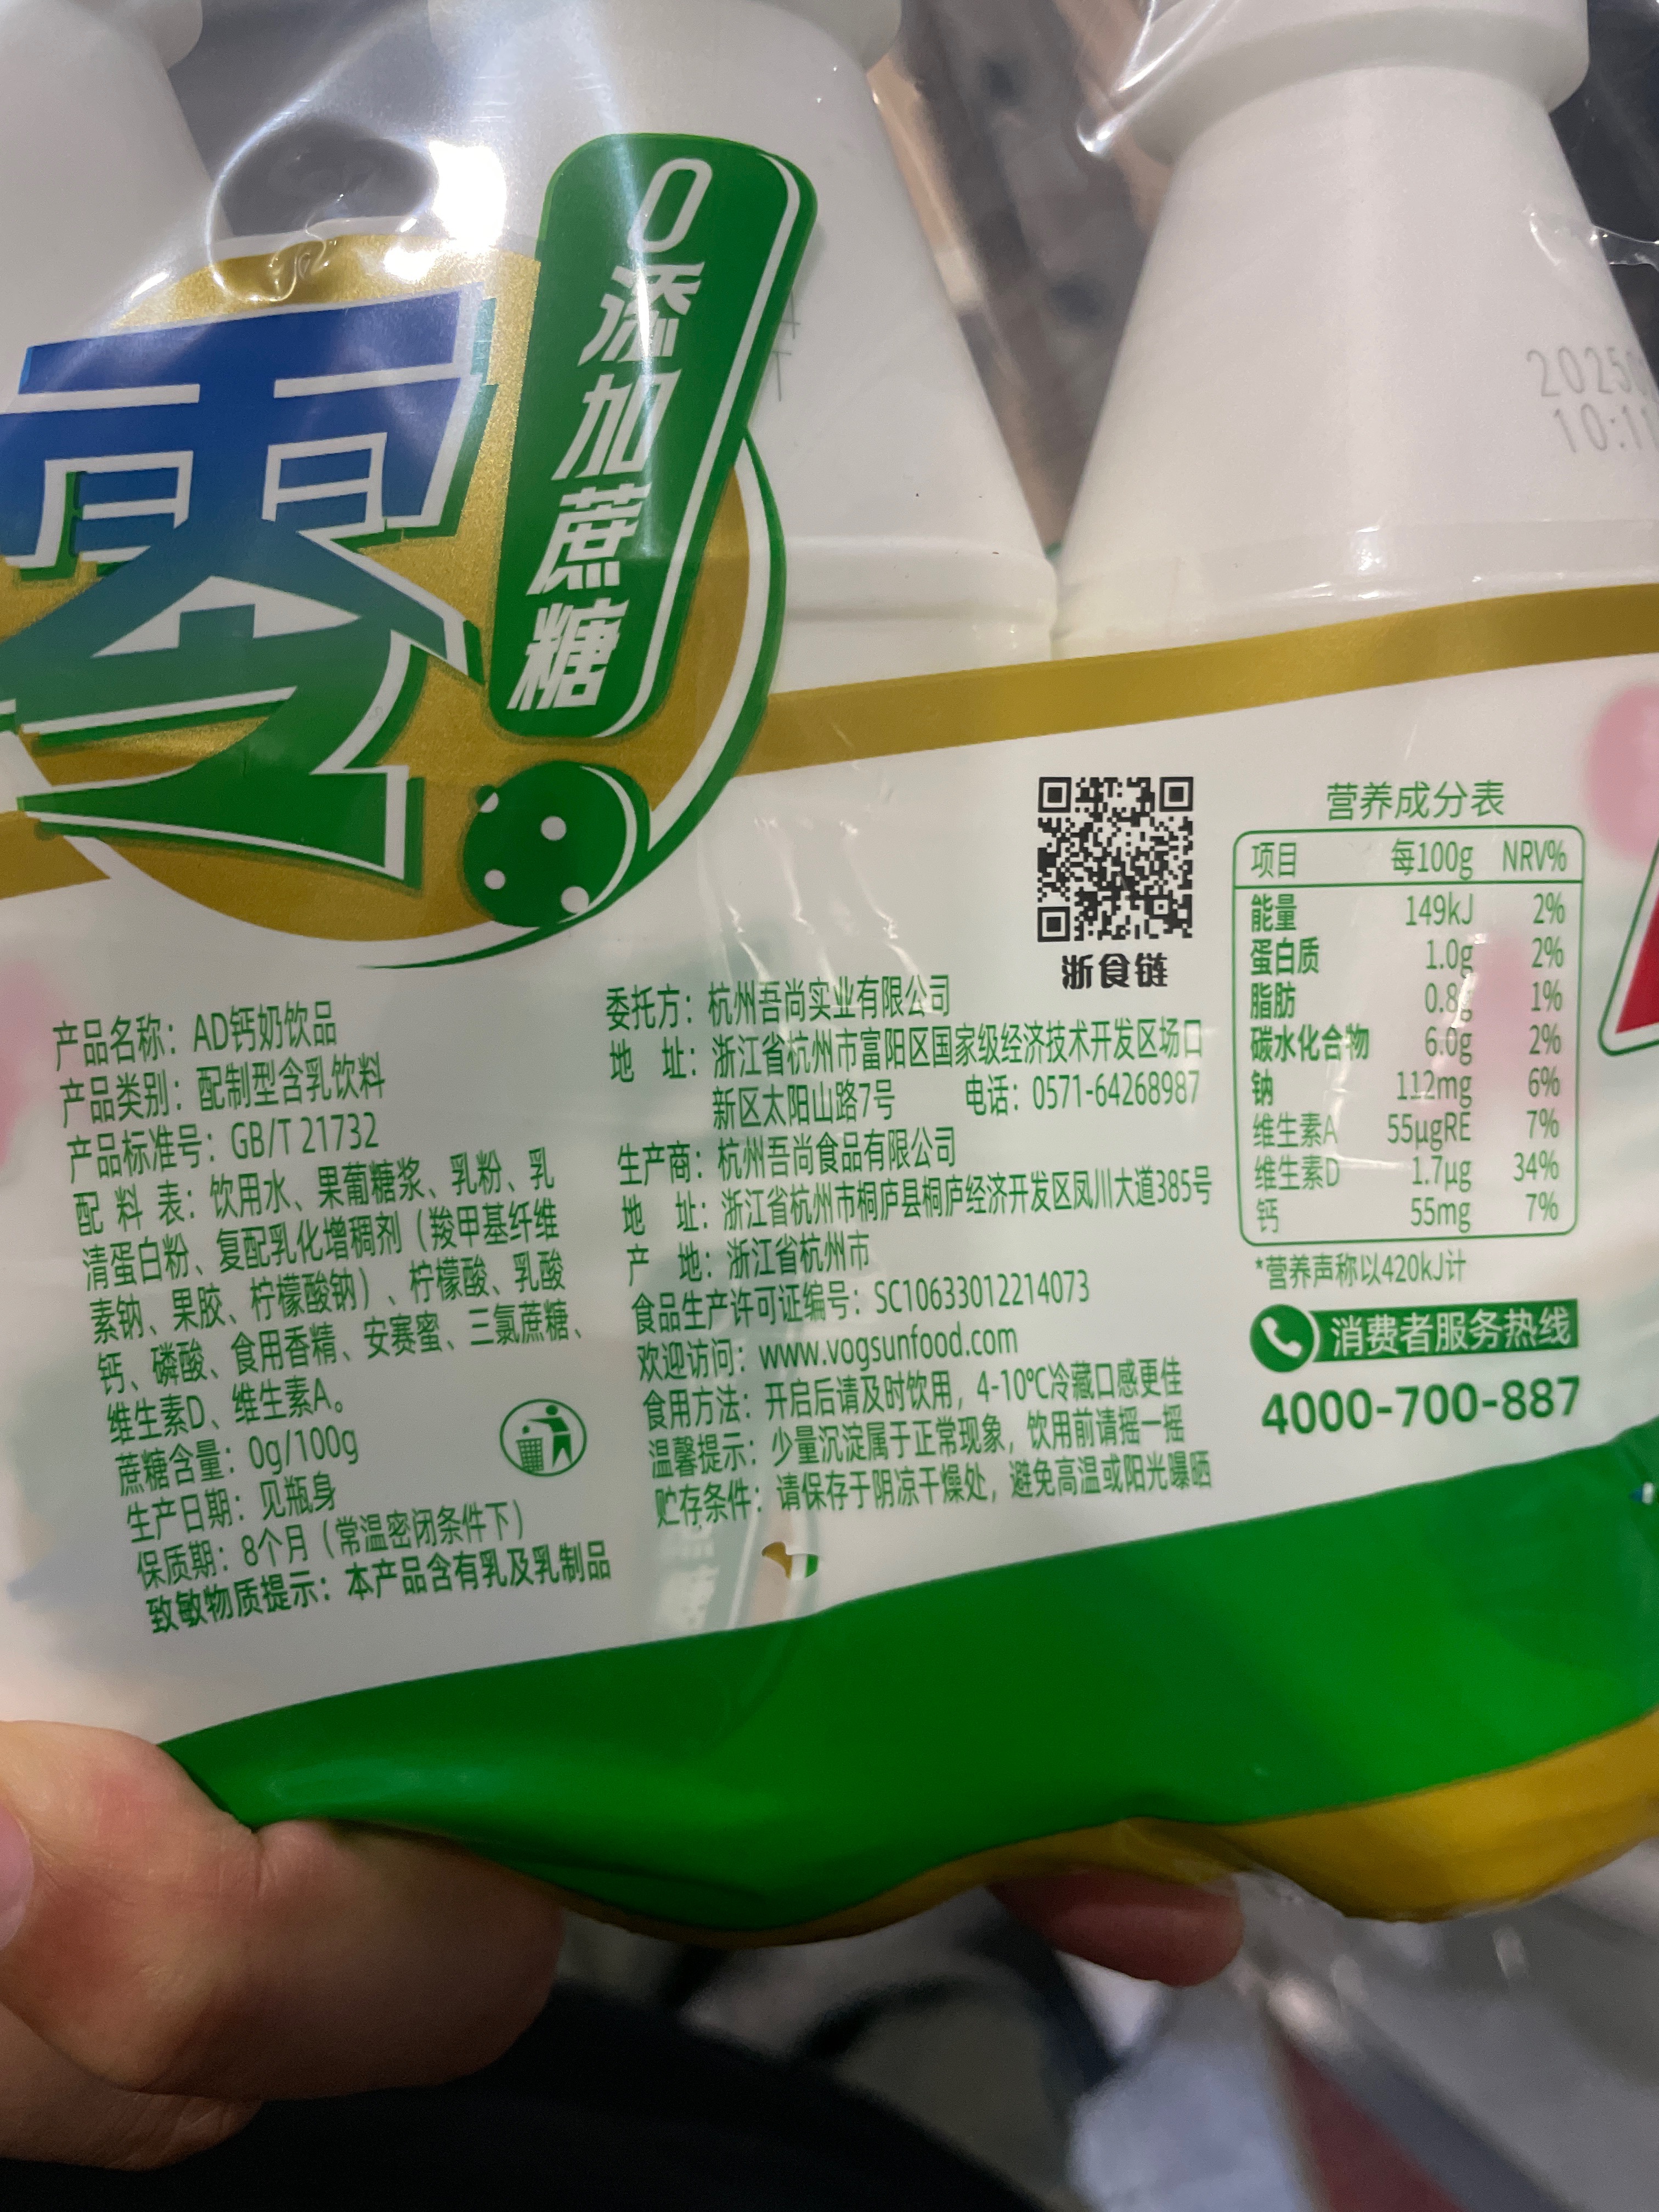 零
0添加蔗糖
2025
10:11
浙食链
产品名称：AD钙奶饮品
产品类别：配制型含乳饮料
产品标准号：GB/T 21732
配 料 表：饮用水、果葡糖浆、乳粉、乳
清蛋白粉、复配乳化增稠剂（羧甲基纤维
素钠、果胶、柠檬酸钠）、柠檬酸、乳酸
钙、磷酸、食用香精、安赛蜜、三氯蔗糖、
维生素D、维生素A。
蔗糖含量：0g/100g
生产日期：见瓶身
保质期：8个月（常温密闭条件下）
致敏物质提示：本产品含有乳及乳制品
委托方：杭州吾尚实业有限公司
地 址：浙江省杭州市富阳区国家级经济技术开发区场口
新区太阳山路7号 电话：0571-64268987
生产商：杭州吾尚食品有限公司
地 址：浙江省杭州市桐庐县桐庐经济开发区凤川大道385号
产 地：浙江省杭州市
食品生产许可证编号：SC10633012214073
欢迎访问：www.vogsunfood.com
食用方法：开启后请及时饮用，4-10℃冷藏口感更佳
温馨提示：少量沉淀属于正常现象，饮用前请摇一摇
贮存条件：请保存于阴凉干燥处，避免高温或阳光曝晒
营养成分表
项目 每100g NRV%
能量 149kJ 2%
蛋白质 1.0g 2%
脂肪 0.8g 1%
碳水化合物 6.0g 2%
钠 112mg 6%
维生素A 55μgRE 7%
维生素D 1.7μg 34%
钙 55mg 7%
*营养声称以420kJ计
消费者服务热线
4000-700-887